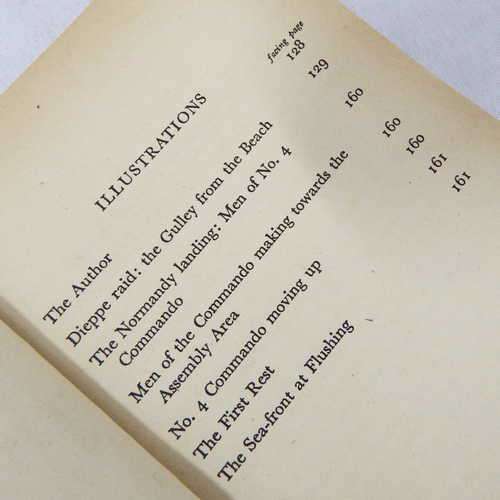 ILLUSTRATIONS
facing page
The Author 128
Dieppe raid: the Gulley from the Beach 129
The Normandy landing: Men of No. 4
Commando 160
Men of the Commando making towards the
Assembly Area 160
No. 4 Commando moving up 160
The First Rest 161
The Sea-front at Flushing 161